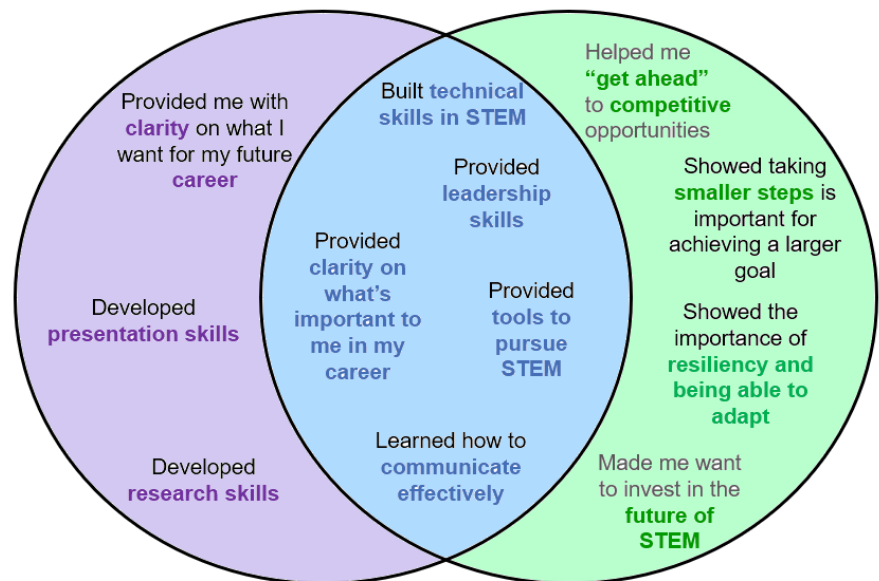 Provided me with
clarity on what I
want for my future
career
Developed
presentation skills
Developed
research skills
Built technical
skills in STEM
Provided
leadership
skills
Provided
clarity on
what's
important to
me in my
career
Provided
tools to
pursue
STEM
Learned how to
communicate
effectively
Helped me
“get ahead”
to competitive
opportunities
Showed taking
smaller steps is
important for
achieving a larger
goal
Showed the
importance of
resiliency and
being able to
adapt
Made me want
to invest in the
future of
STEM